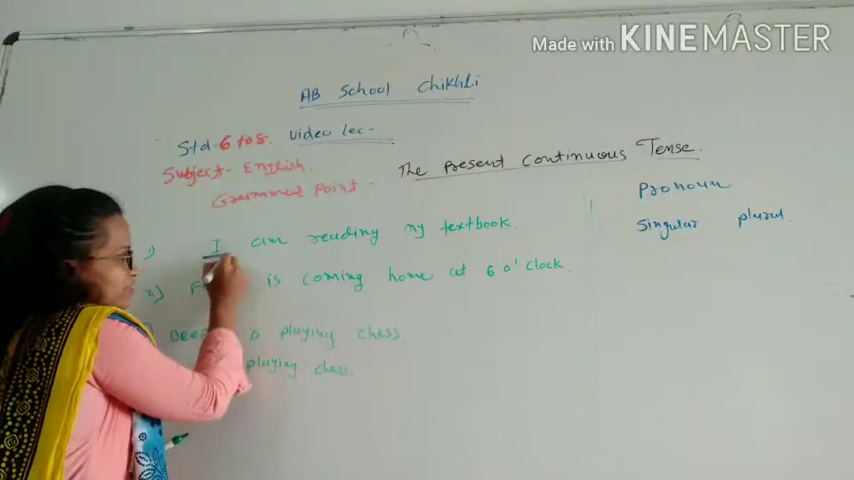 Made with KINEMASTER
AB School Chikhli
Std-6 to 8. Video lec-
Subject- English.
Grammer Point - The Present Continuous Tense.
Pronoun
Singular plural.
1) I am reading my textbook.
2) is coming home at 6 o'clock.
playing chess.
playing chess.